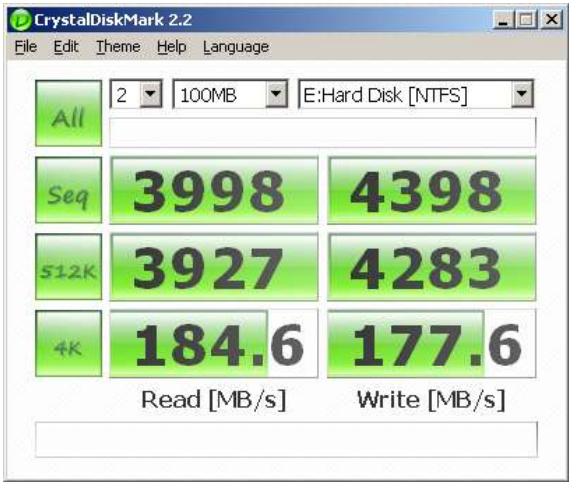 CrystalDiskMark 2.2
File Edit Theme Help Language
All 2 100MB E:Hard Disk [NTFS]
Seq 3998 4398
512K 3927 4283
4K 184.6 177.6
Read [MB/s] Write [MB/s]